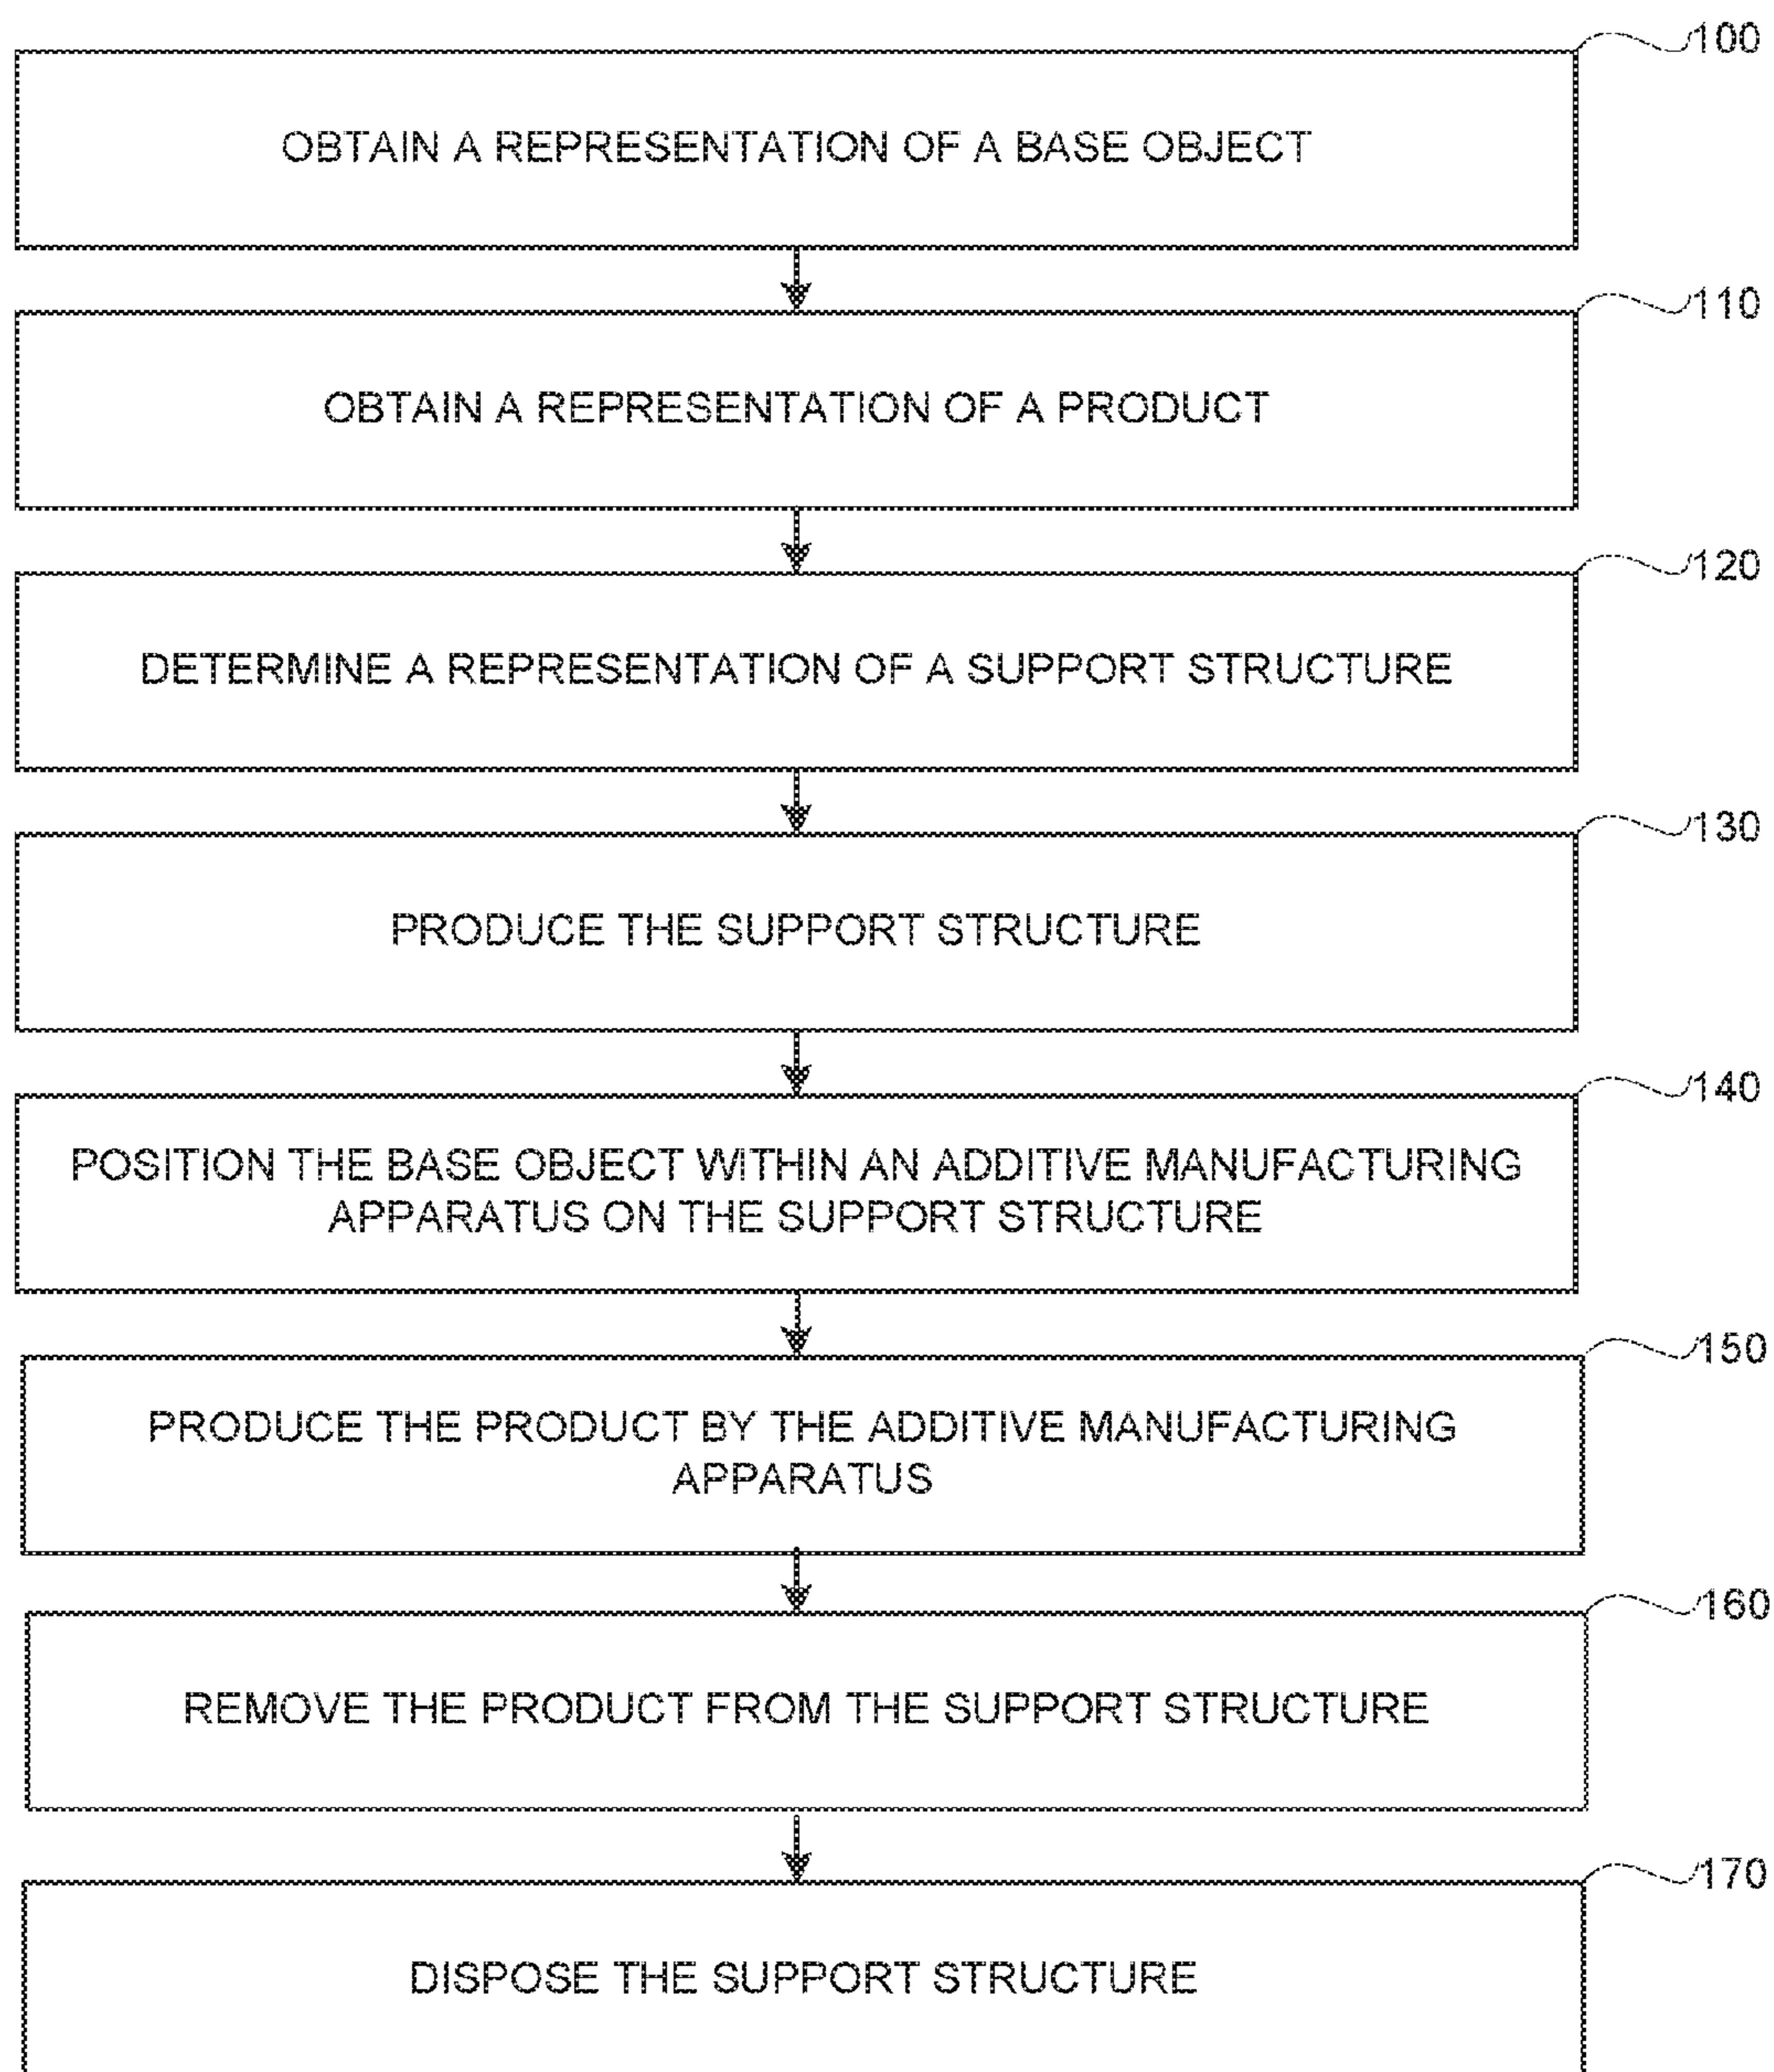 100
OBTAIN A REPRESENTATION OF A BASE OBJECT
110
OBTAIN A REPRESENTATION OF A PRODUCT
120
DETERMINE A REPRESENTATION OF A SUPPORT STRUCTURE
130
PRODUCE THE SUPPORT STRUCTURE
140
POSITION THE BASE OBJECT WITHIN AN ADDITIVE MANUFACTURING
APPARATUS ON THE SUPPORT STRUCTURE
150
PRODUCE THE PRODUCT BY THE ADDITIVE MANUFACTURING
APPARATUS
160
REMOVE THE PRODUCT FROM THE SUPPORT STRUCTURE
170
DISPOSE THE SUPPORT STRUCTURE